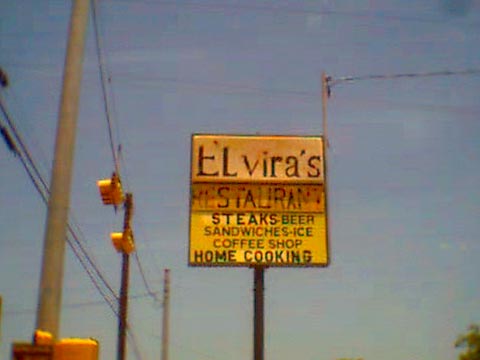 ELvira's
RESTAURANT
STEAKS BEER
SANDWICHES-ICE
COFFEE SHOP
HOME COOKING